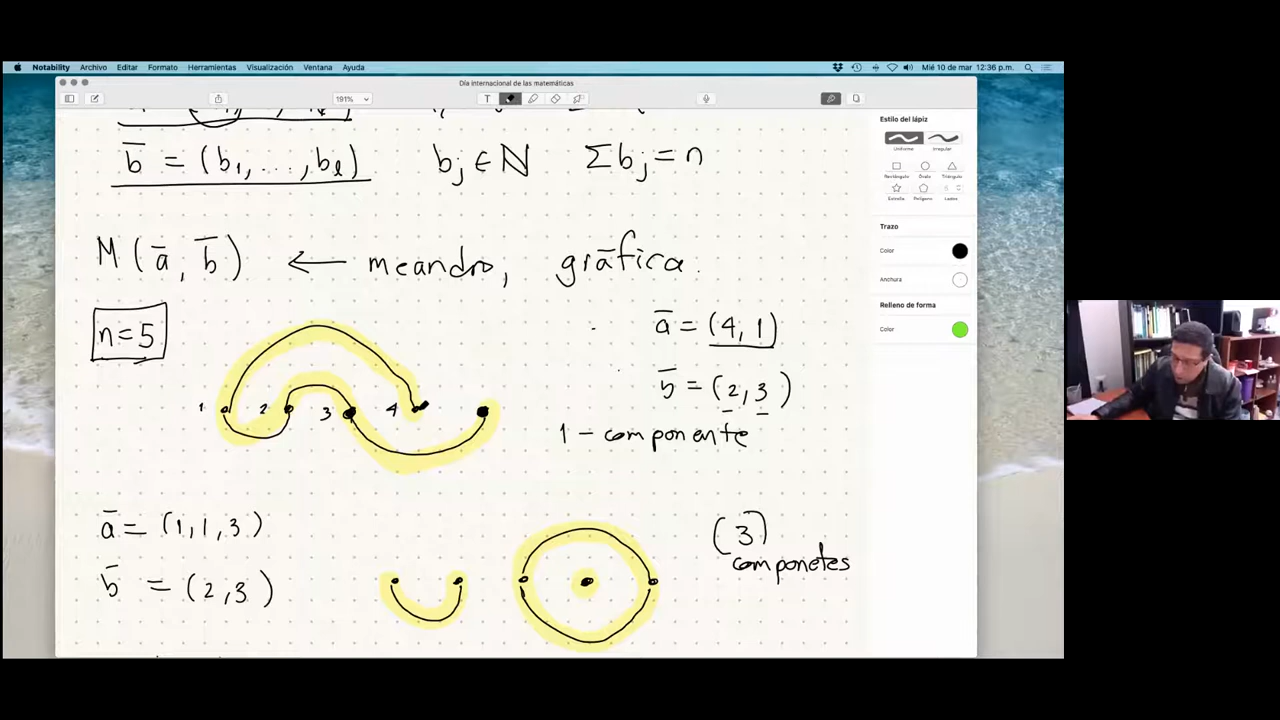 Notability Archivo Editar Formato Herramientas Visualización Ventana Ayuda
Mié 10 de mar 12:36 p.m.
Día internacional de las matemáticas
191%
T
Estilo del lápiz
Uniforme Irregular
Rectángulo Óvalo Triángulo
Estrella Polígono Lados
Trazo
Color
Anchura
Relleno de forma
Color
b̄ = (b₁, ..., bℓ) bⱼ ∈ ℕ Σbⱼ = n
M(ā, b̄) ← meandro, gráfica.
n=5
ā = (4, 1)
b̄ = (2, 3)
1 2 3 4
1 - componente
ā = (1, 1, 3)
(3)
componetes
b̄ = (2, 3)